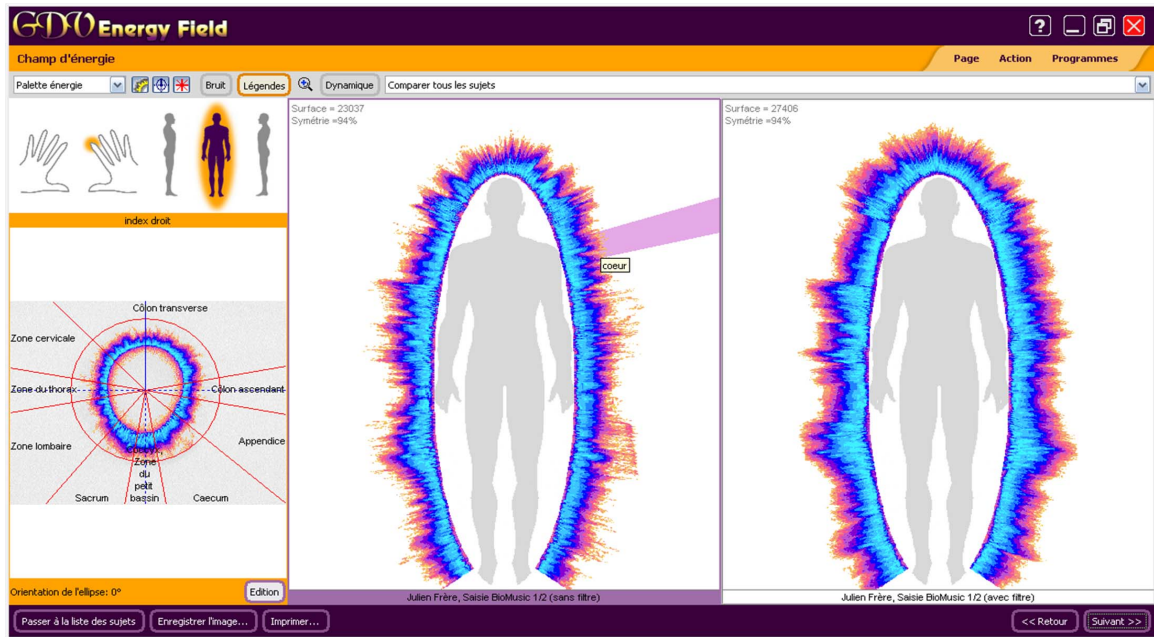 GDV Energy Field
?
Champ d'énergie
Page Action Programmes
Palette énergie Bruit Légendes Dynamique Comparer tous les sujets
index droit
Côlon transverse
Zone cervicale
Zone du thorax
Côlon ascendant
Zone lombaire
Appendice
Zone
du
petit
bassin
Sacrum
Caecum
Orientation de l'ellipse: 0°
Edition
Surface = 23037
Symétrie =94%
coeur
Julien Frère, Saisie BioMusic 1/2 (sans filtre)
Surface = 27406
Symétrie =94%
Julien Frère, Saisie BioMusic 1/2 (avec filtre)
Passer à la liste des sujets Enregistrer l'image... Imprimer... << Retour Suivant >>